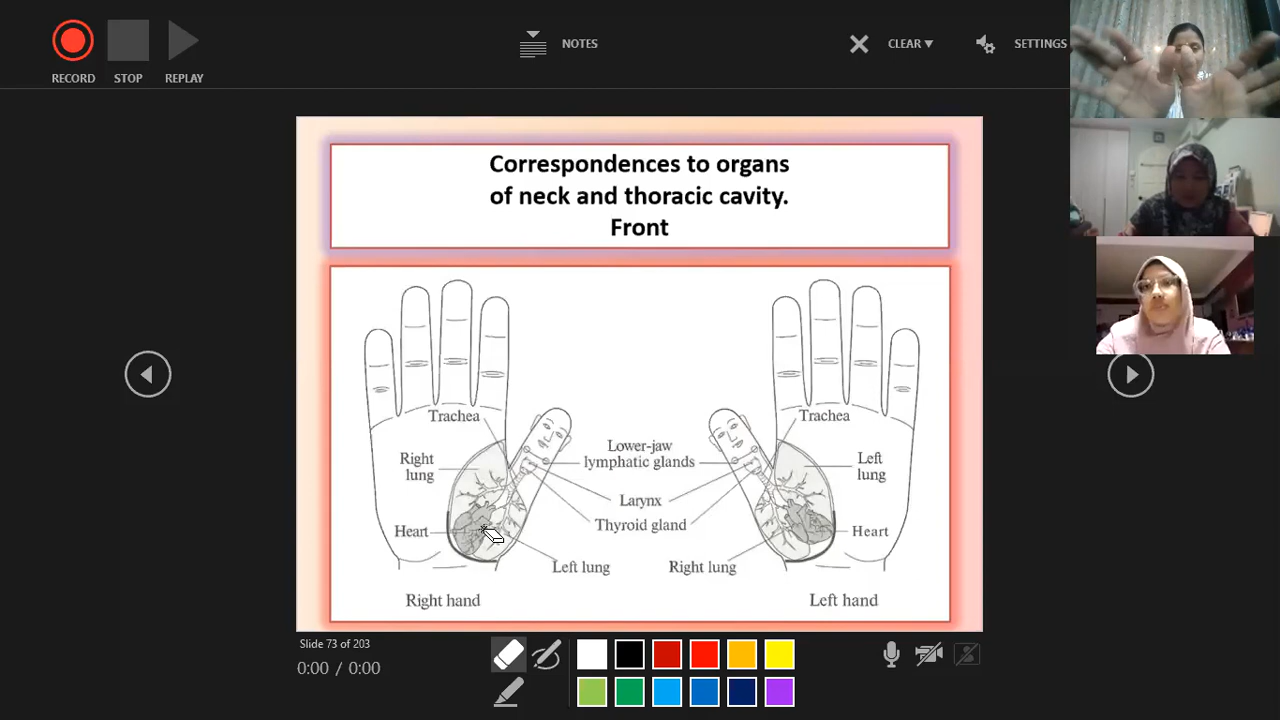 RECORD
STOP
REPLAY
NOTES
CLEAR
SETTINGS
Correspondences to organs
of neck and thoracic cavity.
Front
Trachea
Trachea
Right
lung
Lower-jaw
lymphatic glands
Left
lung
Larynx
Thyroid gland
Heart
Heart
Left lung
Right lung
Right hand
Left hand
Slide 73 of 203
0:00 / 0:00